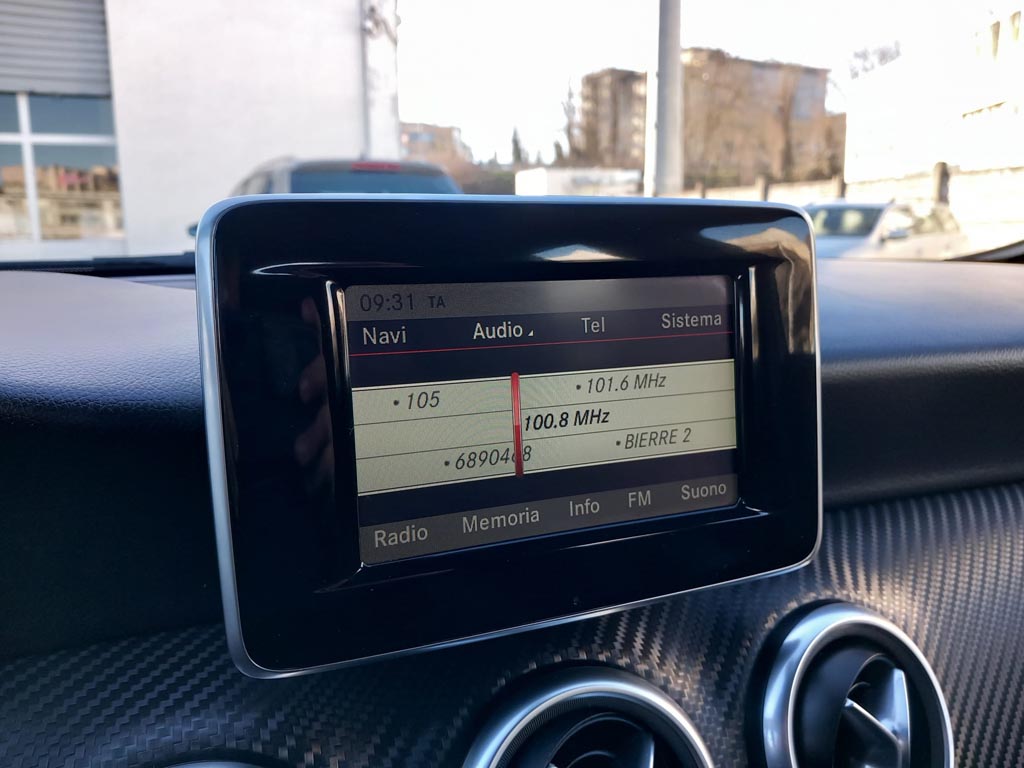 09:31 TA
Navi Audio Tel Sistema
105 101.6 MHz
100.8 MHz
6890468 BIERRE 2
Radio Memoria Info FM Suono